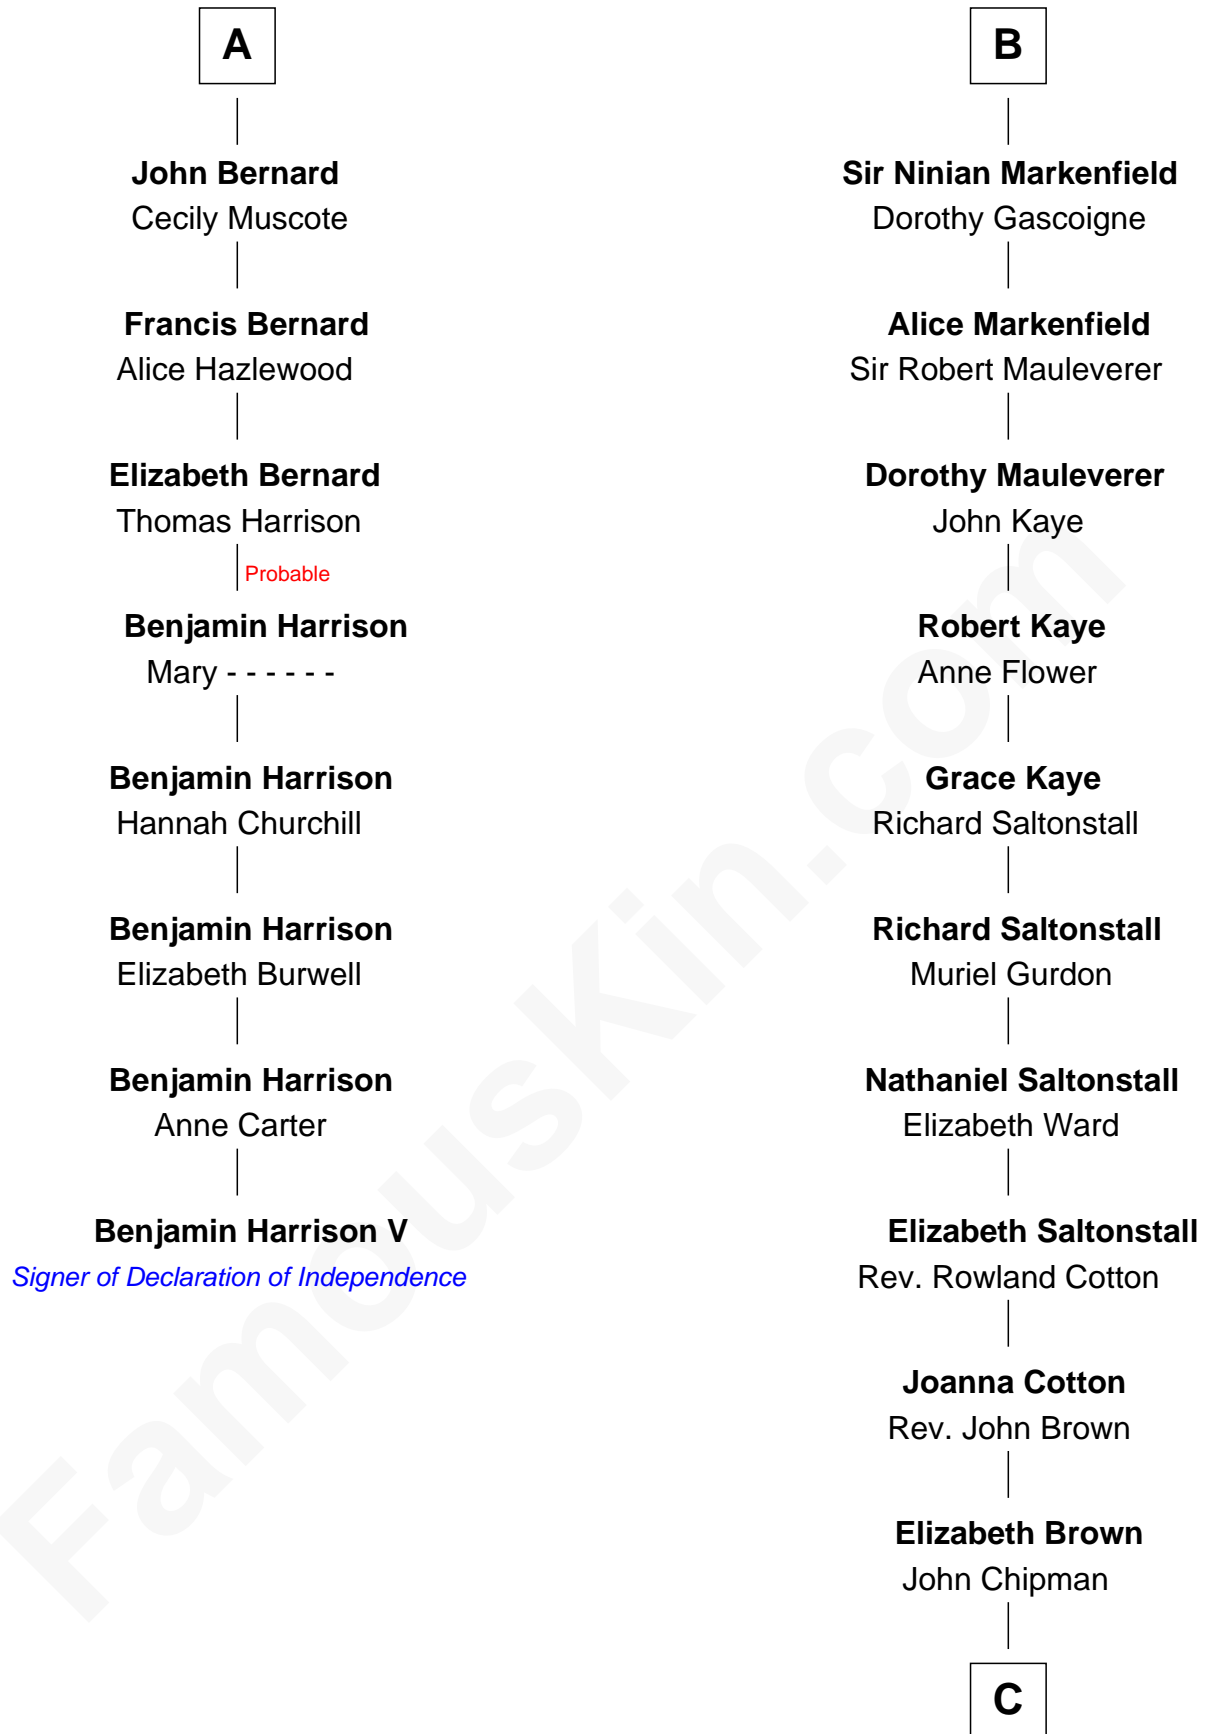 A
John Bernard
Cecily Muscote
Francis Bernard
Alice Hazlewood
Elizabeth Bernard
Thomas Harrison
Probable
Benjamin Harrison
Mary - - - - - -
Benjamin Harrison
Hannah Churchill
Benjamin Harrison
Elizabeth Burwell
Benjamin Harrison
Anne Carter
Benjamin Harrison V
Signer of Declaration of Independence
B
Sir Ninian Markenfield
Dorothy Gascoigne
Alice Markenfield
Sir Robert Mauleverer
Dorothy Mauleverer
John Kaye
Robert Kaye
Anne Flower
Grace Kaye
Richard Saltonstall
Richard Saltonstall
Muriel Gurdon
Nathaniel Saltonstall
Elizabeth Ward
Elizabeth Saltonstall
Rev. Rowland Cotton
Joanna Cotton
Rev. John Brown
Elizabeth Brown
John Chipman
C
FamousKin.com